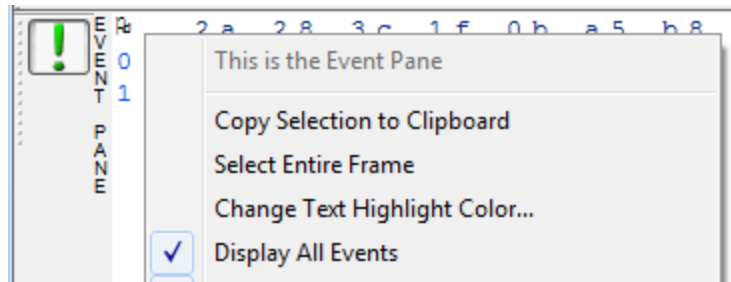 EVENT PANE
2a 28 3c 1f 0b a5 b8
0
1
This is the Event Pane
Copy Selection to Clipboard
Select Entire Frame
Change Text Highlight Color...
Display All Events